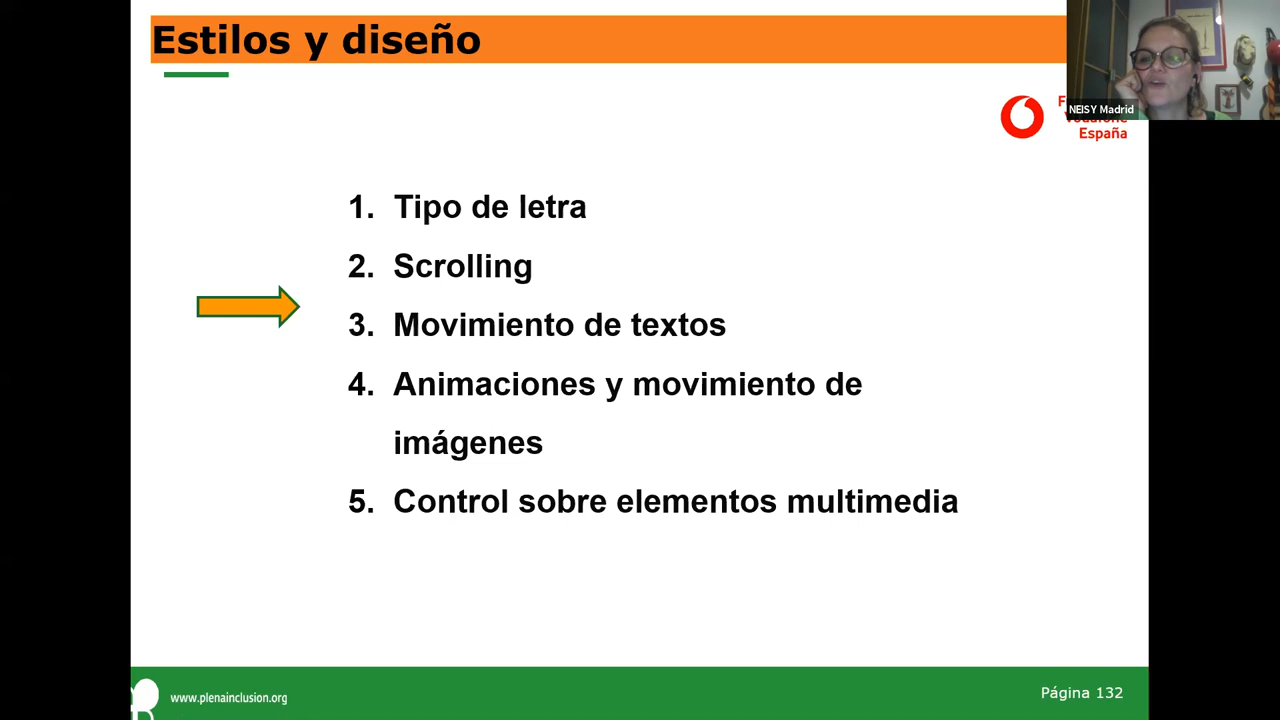 Estilos y diseño
NEISY Madrid
España
1. Tipo de letra
2. Scrolling
3. Movimiento de textos
4. Animaciones y movimiento de
imágenes
5. Control sobre elementos multimedia
www.plenainclusion.org
Página 132